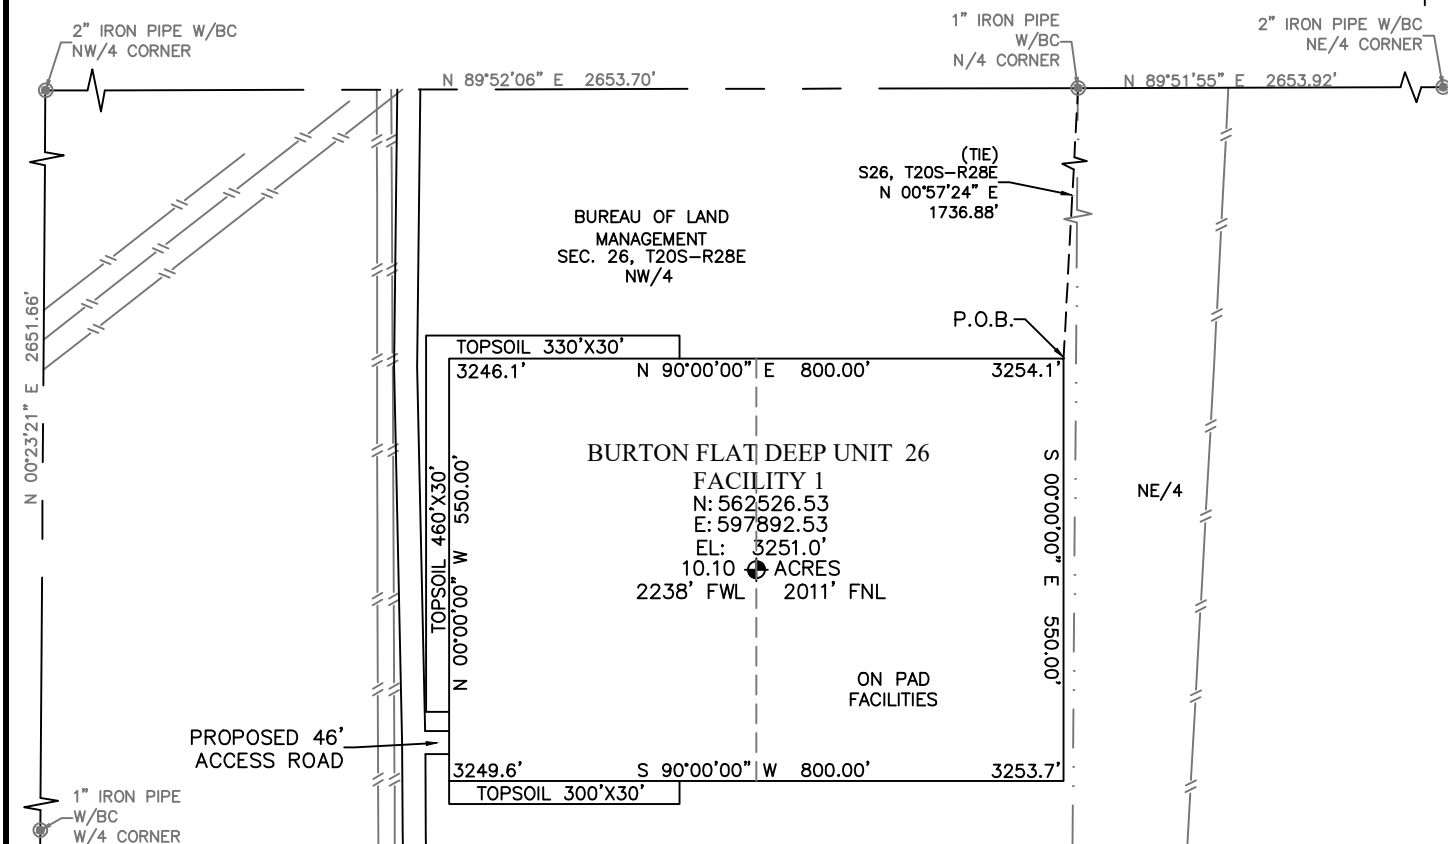 2" IRON PIPE W/BC
NW/4 CORNER
N 89°52'06" E 2653.70'
1" IRON PIPE
W/BC
N/4 CORNER
2" IRON PIPE W/BC
NE/4 CORNER
N 89°51'55" E 2653.92'
(TIE)
S26, T20S-R28E
N 00°57'24" E
1736.88'
BUREAU OF LAND
MANAGEMENT
SEC. 26, T20S-R28E
NW/4
N 00°23'21" E 2651.66'
P.O.B.
TOPSOIL 330'X30'
3246.1'
N 90°00'00" E 800.00'
3254.1'
TOPSOIL 460'X30'
N 00°00'00" W 550.00'
BURTON FLAT DEEP UNIT 26
FACILITY 1
N: 562526.53
E: 597892.53
EL: 3251.0'
10.10 ACRES
2238' FWL 2011' FNL
S 00°00'00" E 550.00'
NE/4
ON PAD
FACILITIES
PROPOSED 46'
ACCESS ROAD
3249.6'
S 90°00'00" W 800.00'
3253.7'
TOPSOIL 300'X30'
1" IRON PIPE
W/BC
W/4 CORNER